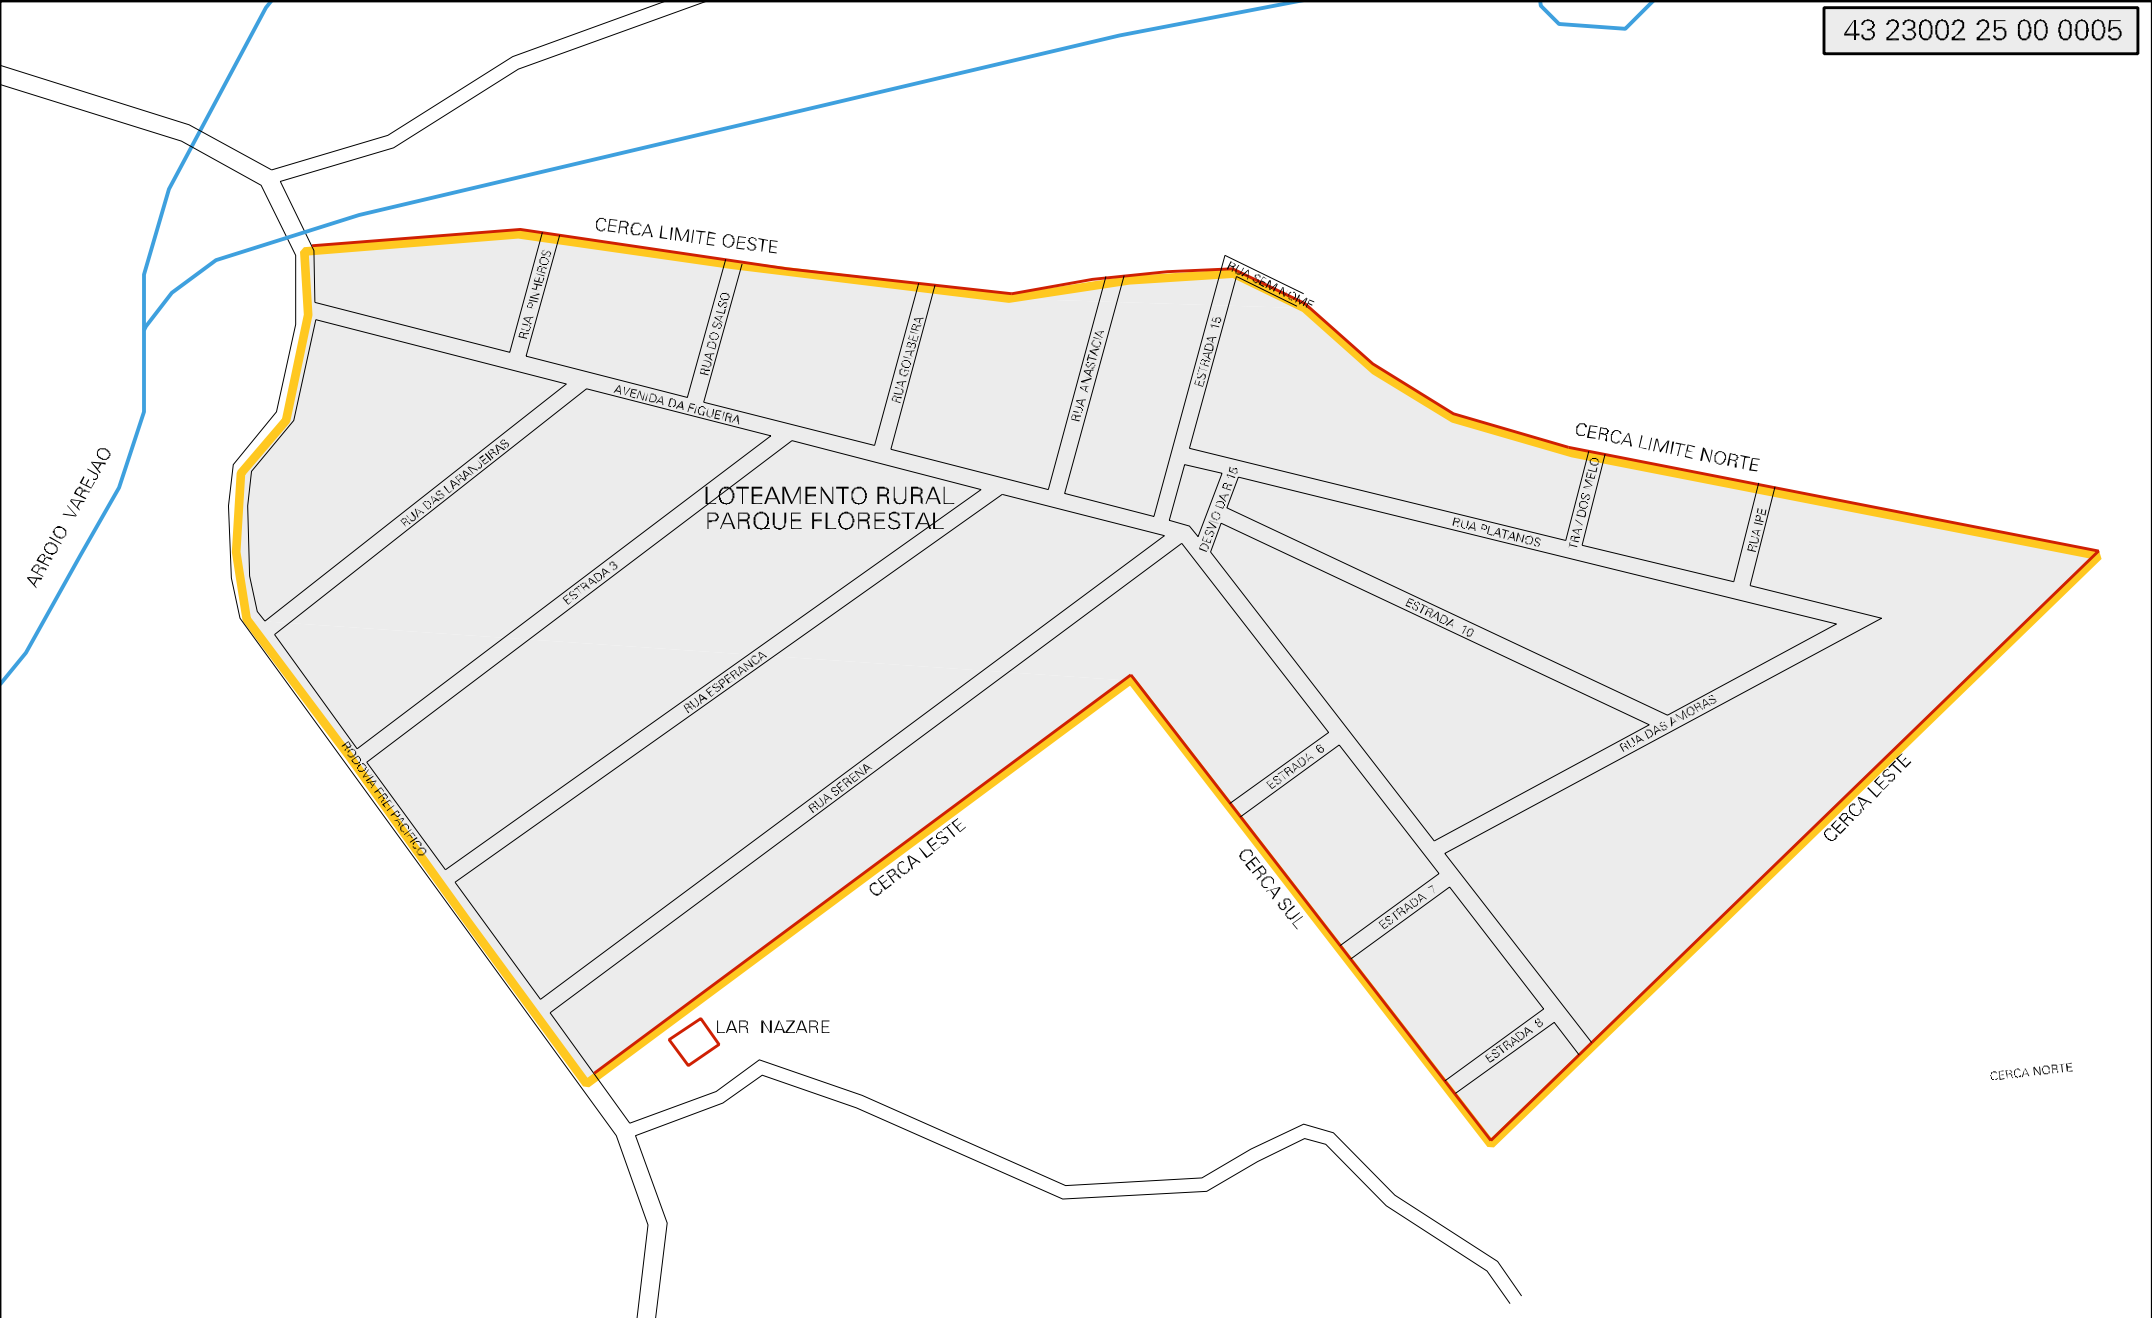 43 23002 25 00 0005
CERCA LIMITE OESTE
RUA SEM NOME
RUA PINHEIROS
RUA DO SALSO
RUA GOIABEIRA
RUA ANASTACIA
ESTRADA 15
AVENIDA DA FIGUEIRA
CERCA LIMITE NORTE
ARROIO VAREJAO
RUA DAS LARANJEIRAS
LOTEAMENTO RURAL
PARQUE FLORESTAL
DESVIO DA R.15
RUA PLATANOS
TRA / DOS MELO
RUA IPE
ESTRADA 3
ESTRADA 10
RUA ESPERANCA
RUA DAS AMORAS
RODOVIA FREI PACIFICO
RUA SERENA
ESTRADA 6
CERCA LESTE
CERCA LESTE
CERCA SUL
ESTRADA 7
LAR NAZARE
ESTRADA 8
CERCA NORTE